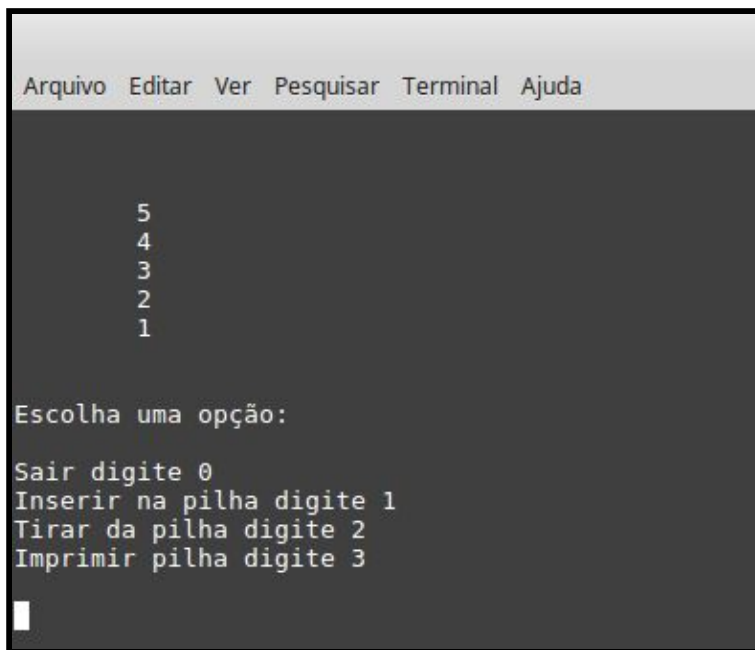 Arquivo Editar Ver Pesquisar Terminal Ajuda
5
4
3
2
1
Escolha uma opção:
Sair digite 0
Inserir na pilha digite 1
Tirar da pilha digite 2
Imprimir pilha digite 3